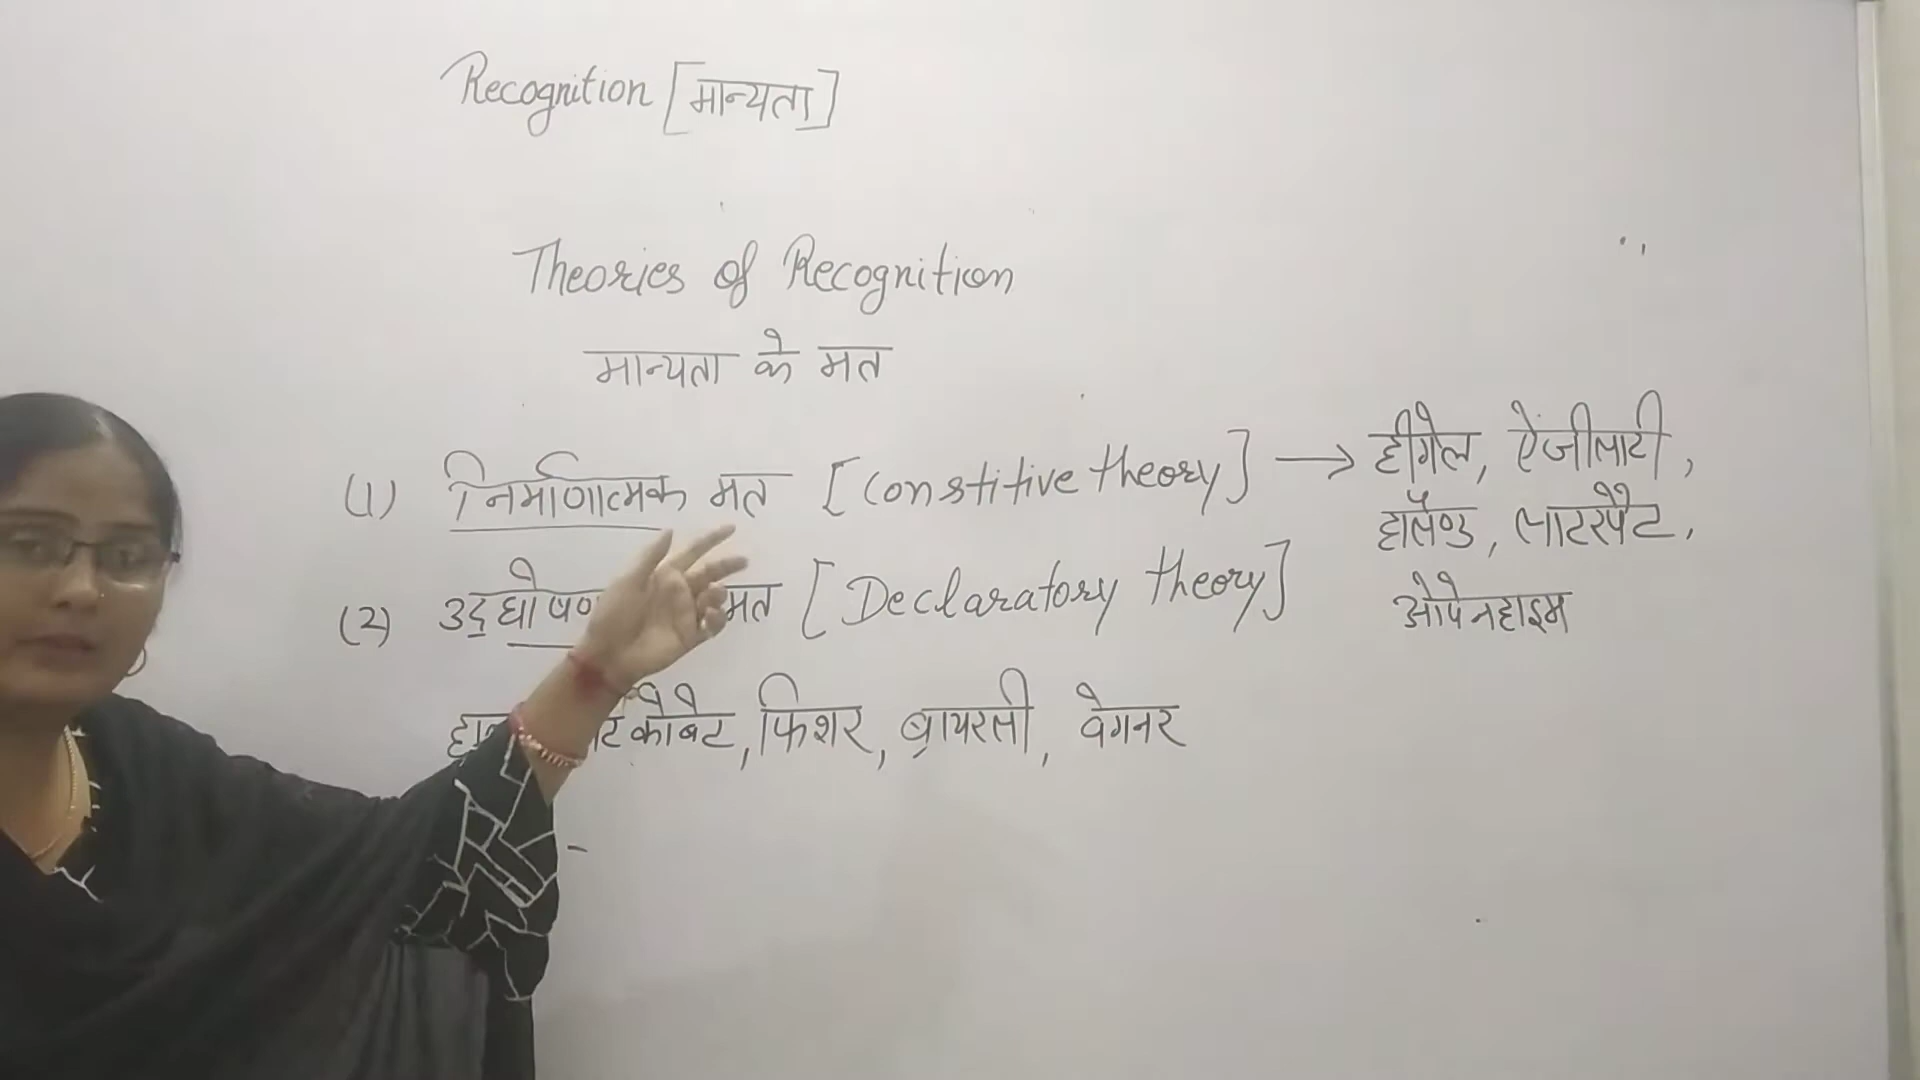 Recognition [मान्यता]
Theories of Recognition
मान्यता के मत
(1) निर्माणात्मक मत [Constitive theory] → हीगेल, ऐंजीलाटी,
हॉलैण्ड, लाटरपैट,
ओपेनहाइम
(2) मत [Declaratory theory]
फिशर, ब्रायरली, वेगनर